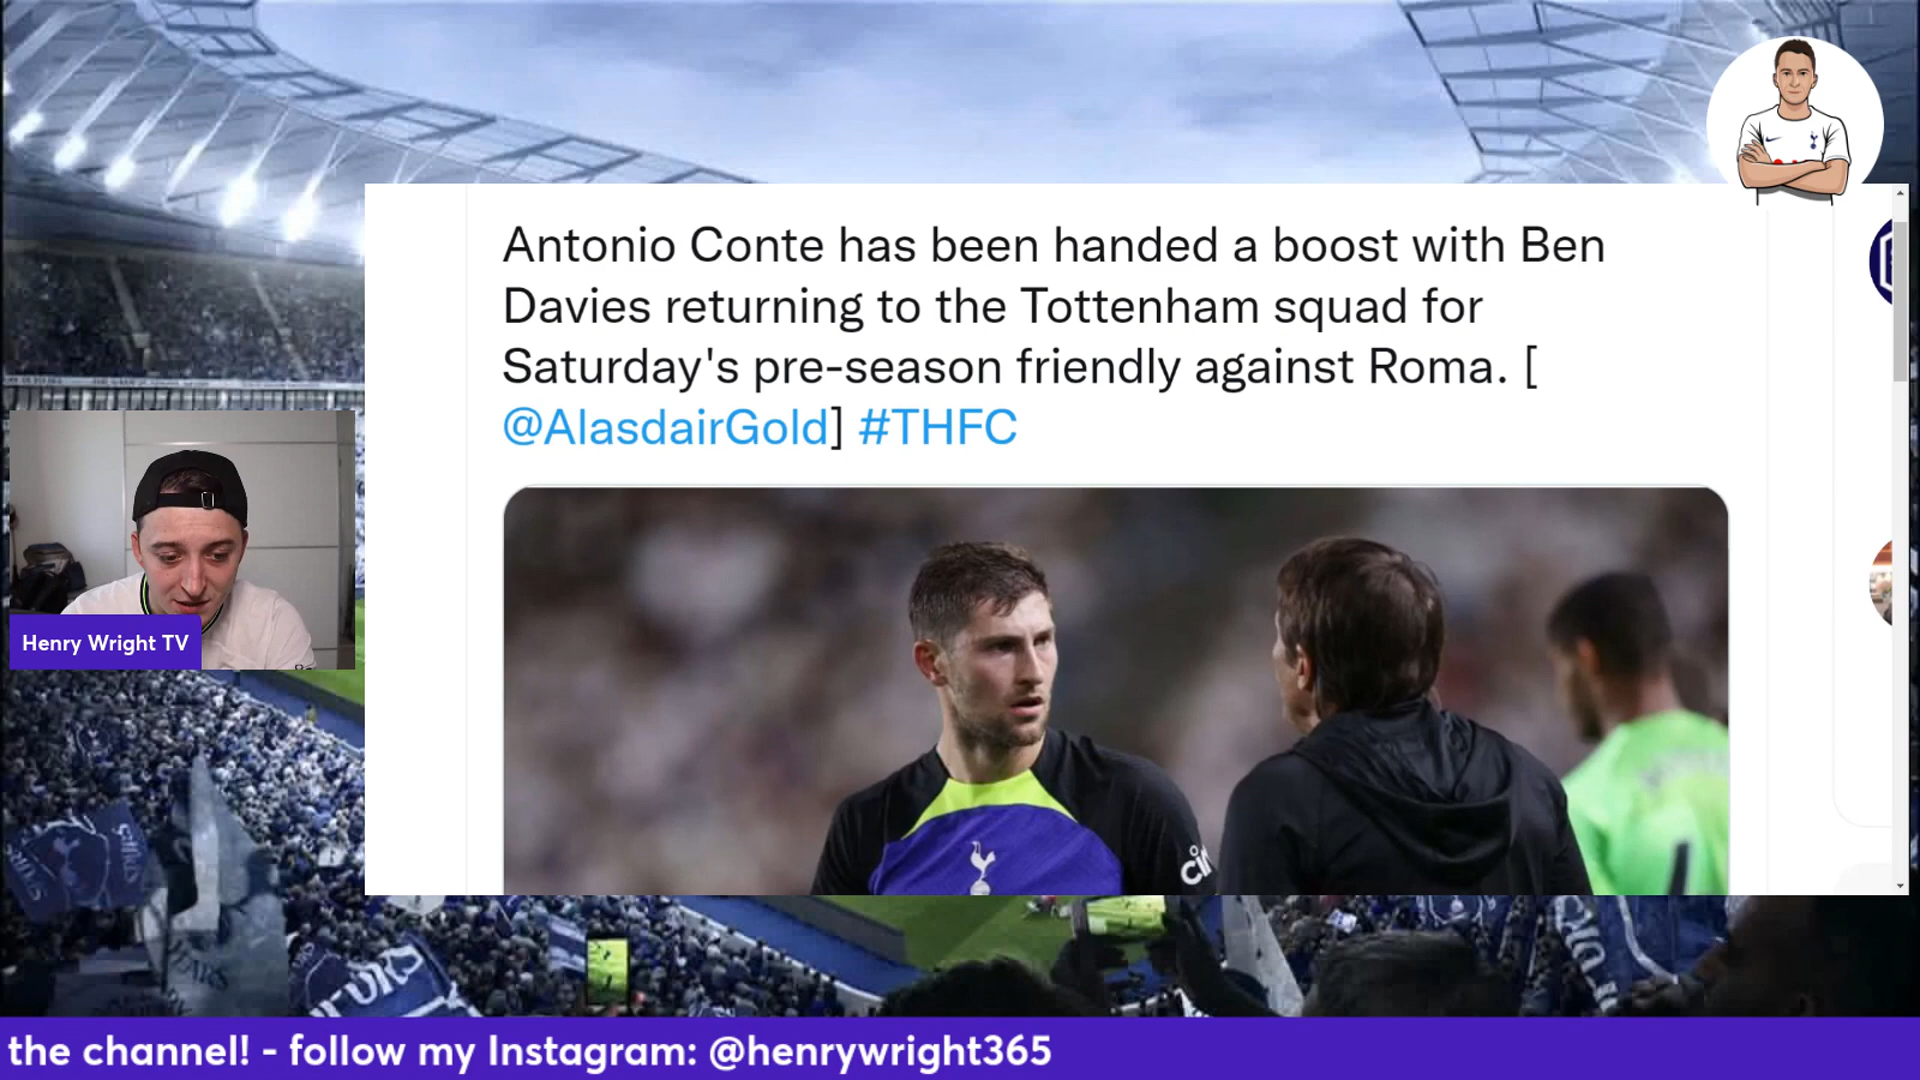 Antonio Conte has been handed a boost with Ben
Davies returning to the Tottenham squad for
Saturday's pre-season friendly against Roma. [
@AlasdairGold] #THFC
Henry Wright TV
the channel! - follow my Instagram: @henrywright365